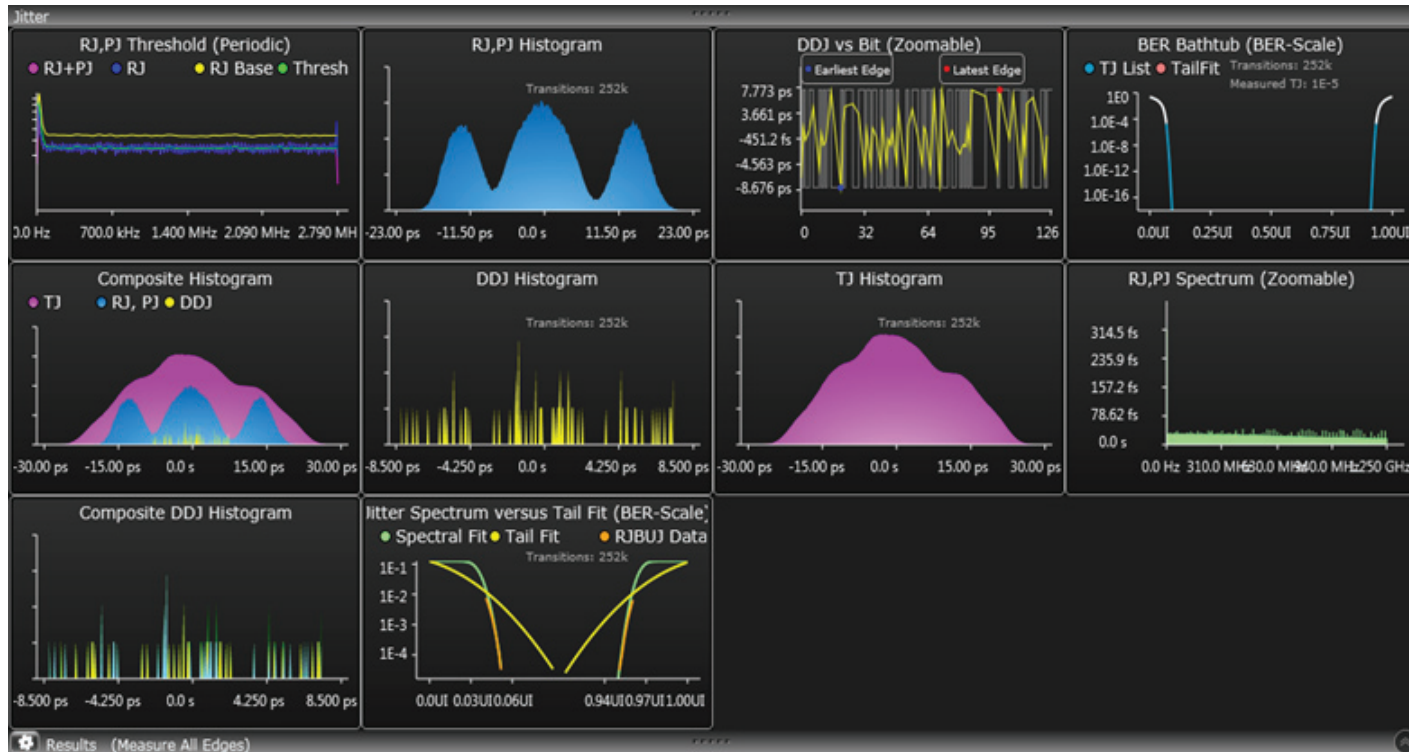 Jitter
RJ,PJ Threshold (Periodic)
RJ+PJ RJ RJ Base Thresh
0.0 Hz 700.0 kHz 1.400 MHz 2.090 MHz 2.790 MH
RJ,PJ Histogram
Transitions: 252k
-23.00 ps -11.50 ps 0.0 s 11.50 ps 23.00 ps
DDJ vs Bit (Zoomable)
Earliest Edge Latest Edge
7.773 ps
3.661 ps
-451.2 fs
-4.563 ps
-8.676 ps
0 32 64 95 126
BER Bathtub (BER-Scale)
TJ List TailFit Transitions: 252k
Measured TJ: 1E-5
1E0
1.0E-4
1.0E-8
1.0E-12
1.0E-16
0.0UI 0.25UI 0.50UI 0.75UI 1.00UI
Composite Histogram
TJ RJ, PJ DDJ
-30.00 ps -15.00 ps 0.0 s 15.00 ps 30.00 ps
DDJ Histogram
Transitions: 252k
-8.500 ps -4.250 ps 0.0 s 4.250 ps 8.500 ps
TJ Histogram
Transitions: 252k
-30.00 ps -15.00 ps 0.0 s 15.00 ps 30.00 ps
RJ,PJ Spectrum (Zoomable)
314.5 fs
235.9 fs
157.2 fs
78.62 fs
0.0 s
0.0 Hz 310.0 MHz
Composite DDJ Histogram
-8.500 ps -4.250 ps 0.0 s 4.250 ps 8.500 ps
Jitter Spectrum versus Tail Fit (BER-Scale)
Spectral Fit Tail Fit RJBUJ Data
Transitions: 252k
1E-1
1E-2
1E-3
1E-4
0.0UI 0.03UI 0.06UI 0.94UI 0.97UI 1.00UI
Results (Measure All Edges)